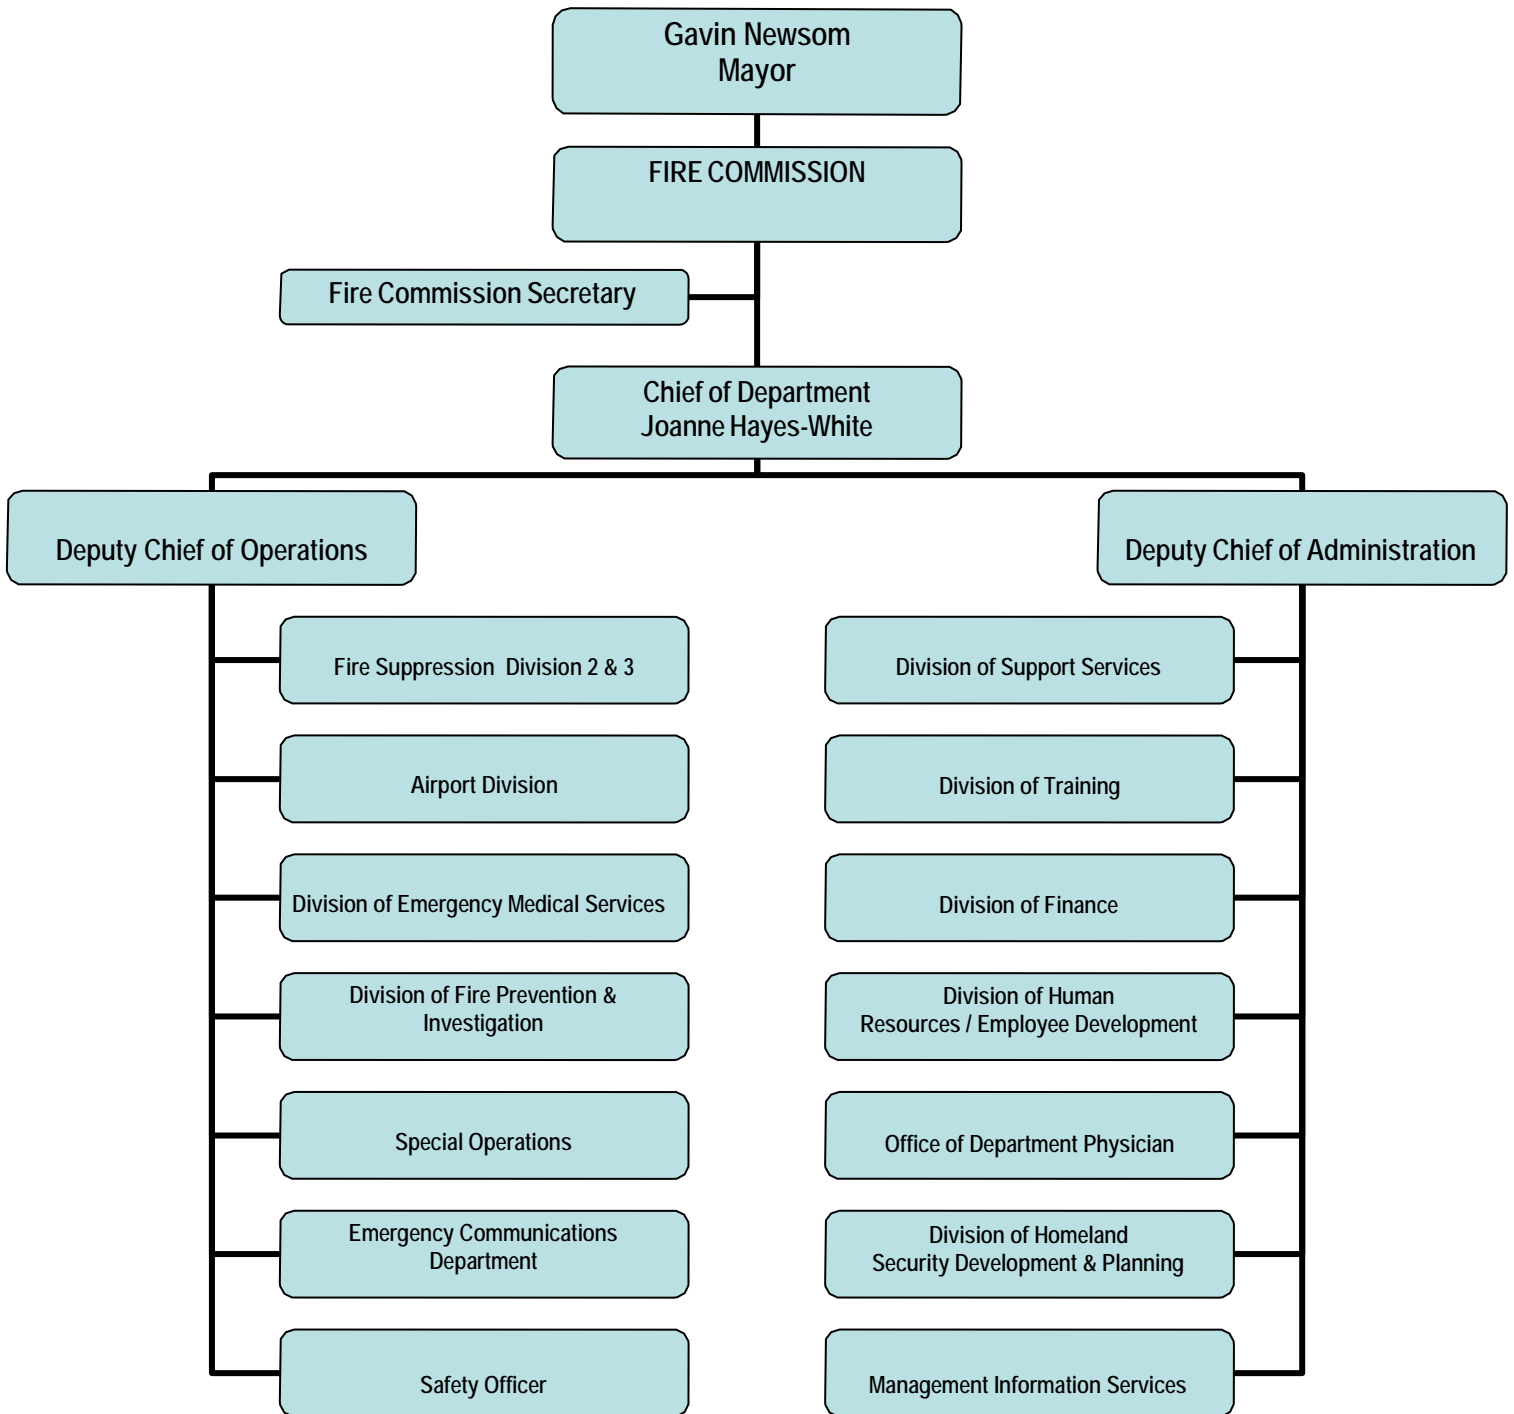 Gavin Newsom
Mayor
FIRE COMMISSION
Fire Commission Secretary
Chief of Department
Joanne Hayes-White
Deputy Chief of Operations
Deputy Chief of Administration
Fire Suppression Division 2 & 3
Airport Division
Division of Emergency Medical Services
Division of Fire Prevention &
Investigation
Special Operations
Emergency Communications
Department
Safety Officer
Division of Support Services
Division of Training
Division of Finance
Division of Human
Resources / Employee Development
Office of Department Physician
Division of Homeland
Security Development & Planning
Management Information Services